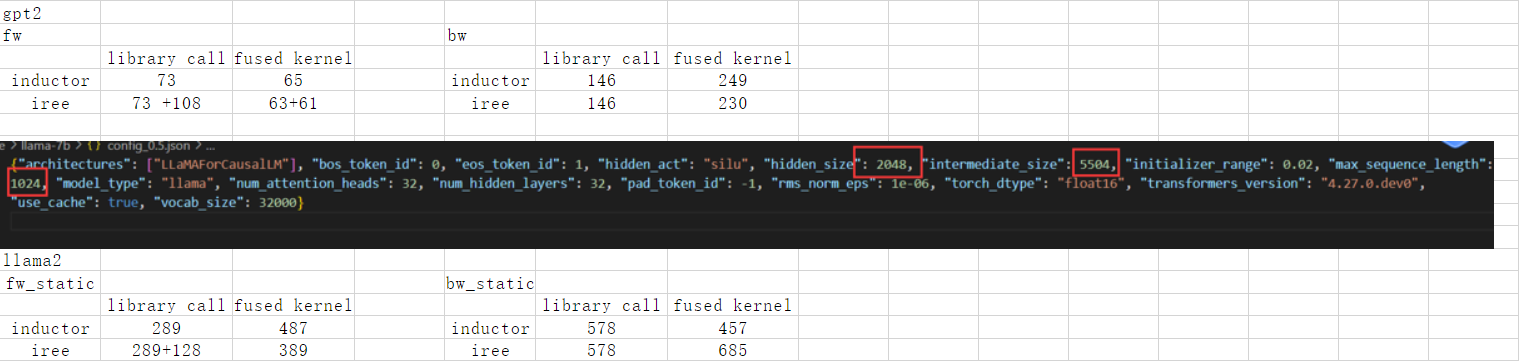 gpt2
fw bw
library call fused kernel library call fused kernel
inductor 73 65 inductor 146 249
iree 73 +108 63+61 iree 146 230
e > llama-7b > {} config_0.5.json > ...
{"architectures": ["LLaMAForCausalLM"], "bos_token_id": 0, "eos_token_id": 1, "hidden_act": "silu", "hidden_size": 2048, "intermediate_size": 5504, "initializer_range": 0.02, "max_sequence_length":
1024, "model_type": "llama", "num_attention_heads": 32, "num_hidden_layers": 32, "pad_token_id": -1, "rms_norm_eps": 1e-06, "torch_dtype": "float16", "transformers_version": "4.27.0.dev0",
"use_cache": true, "vocab_size": 32000}
llama2
fw_static bw_static
library call fused kernel library call fused kernel
inductor 289 487 inductor 578 457
iree 289+128 389 iree 578 685